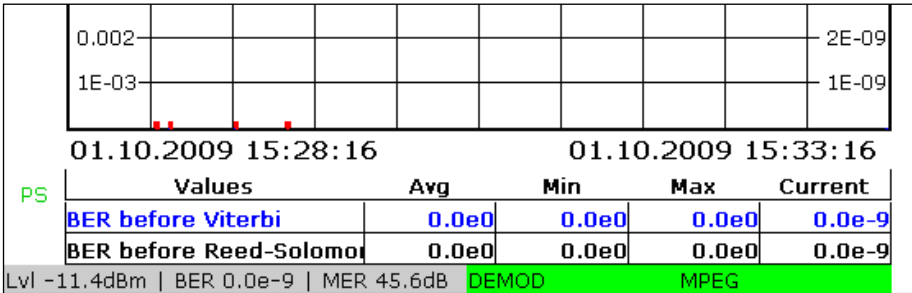 0.002 2E-09
1E-03 1E-09
01.10.2009 15:28:16 01.10.2009 15:33:16
PS
Values Avg Min Max Current
BER before Viterbi 0.0e0 0.0e0 0.0e0 0.0e-9
BER before Reed-Solomo 0.0e0 0.0e0 0.0e0 0.0e-9
Lvl -11.4dBm | BER 0.0e-9 | MER 45.6dB DEMOD MPEG